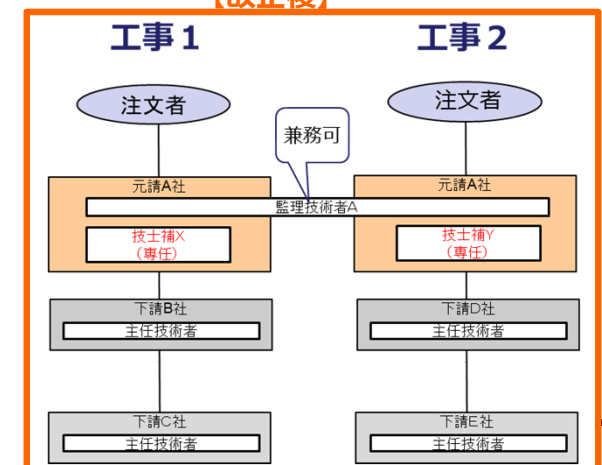 【改正後】
工事1
工事2
注文者
注文者
兼務可
元請A社
元請A社
監理技術者A
技士補X
(専任)
技士補Y
(専任)
下請B社
主任技術者
下請D社
主任技術者
下請C社
主任技術者
下請E社
主任技術者